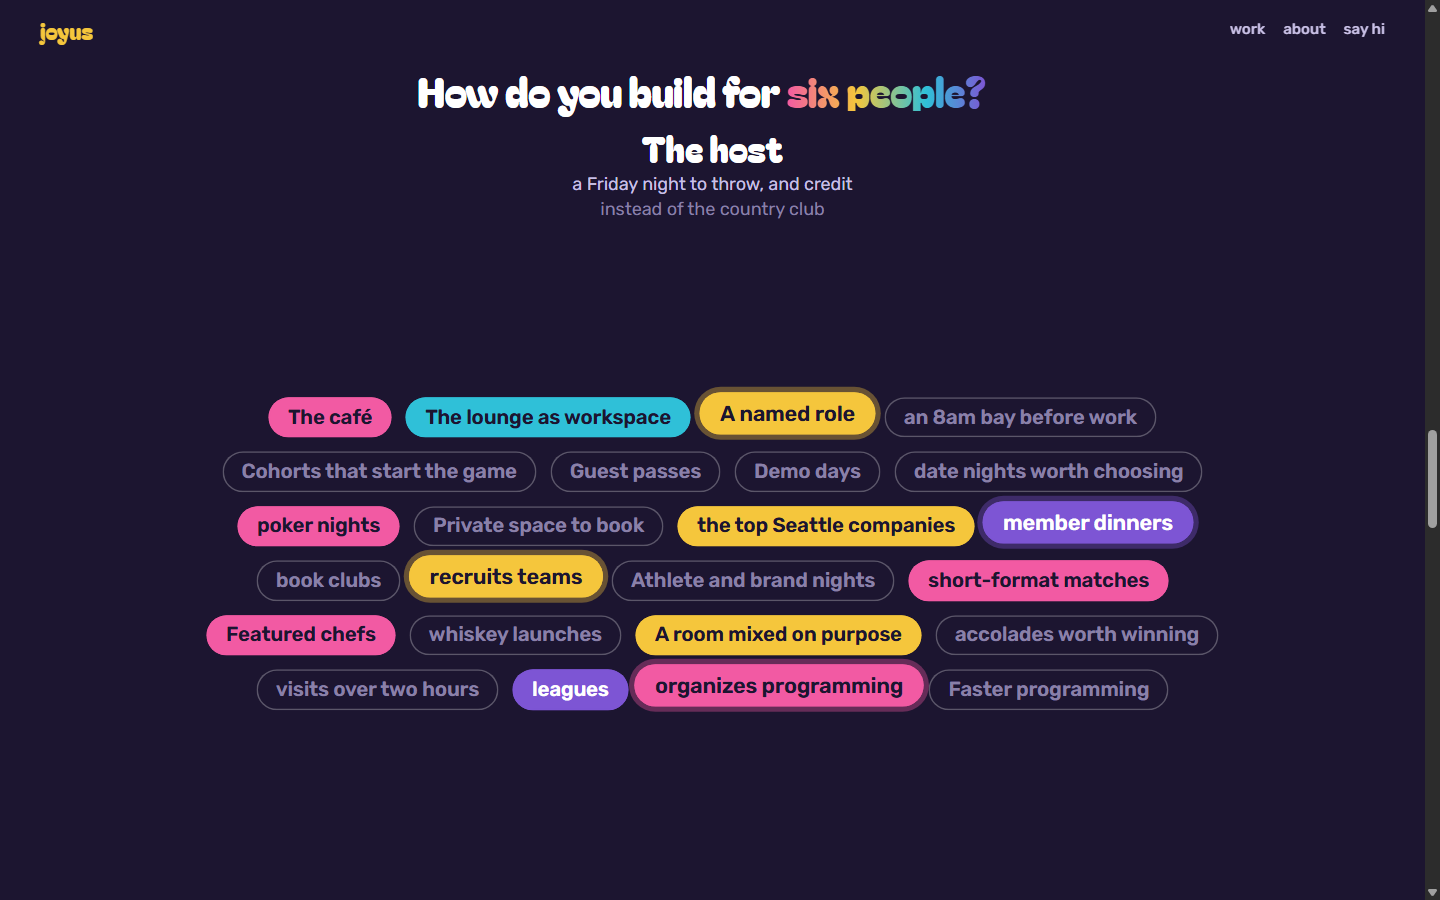 joyus
work about say hi
How do you build for six people?
The host
a Friday night to throw, and credit
instead of the country club
The café The lounge as workspace A named role an 8am bay before work
Cohorts that start the game Guest passes Demo days date nights worth choosing
poker nights Private space to book the top Seattle companies member dinners
book clubs recruits teams Athlete and brand nights short-format matches
Featured chefs whiskey launches A room mixed on purpose accolades worth winning
visits over two hours leagues organizes programming Faster programming